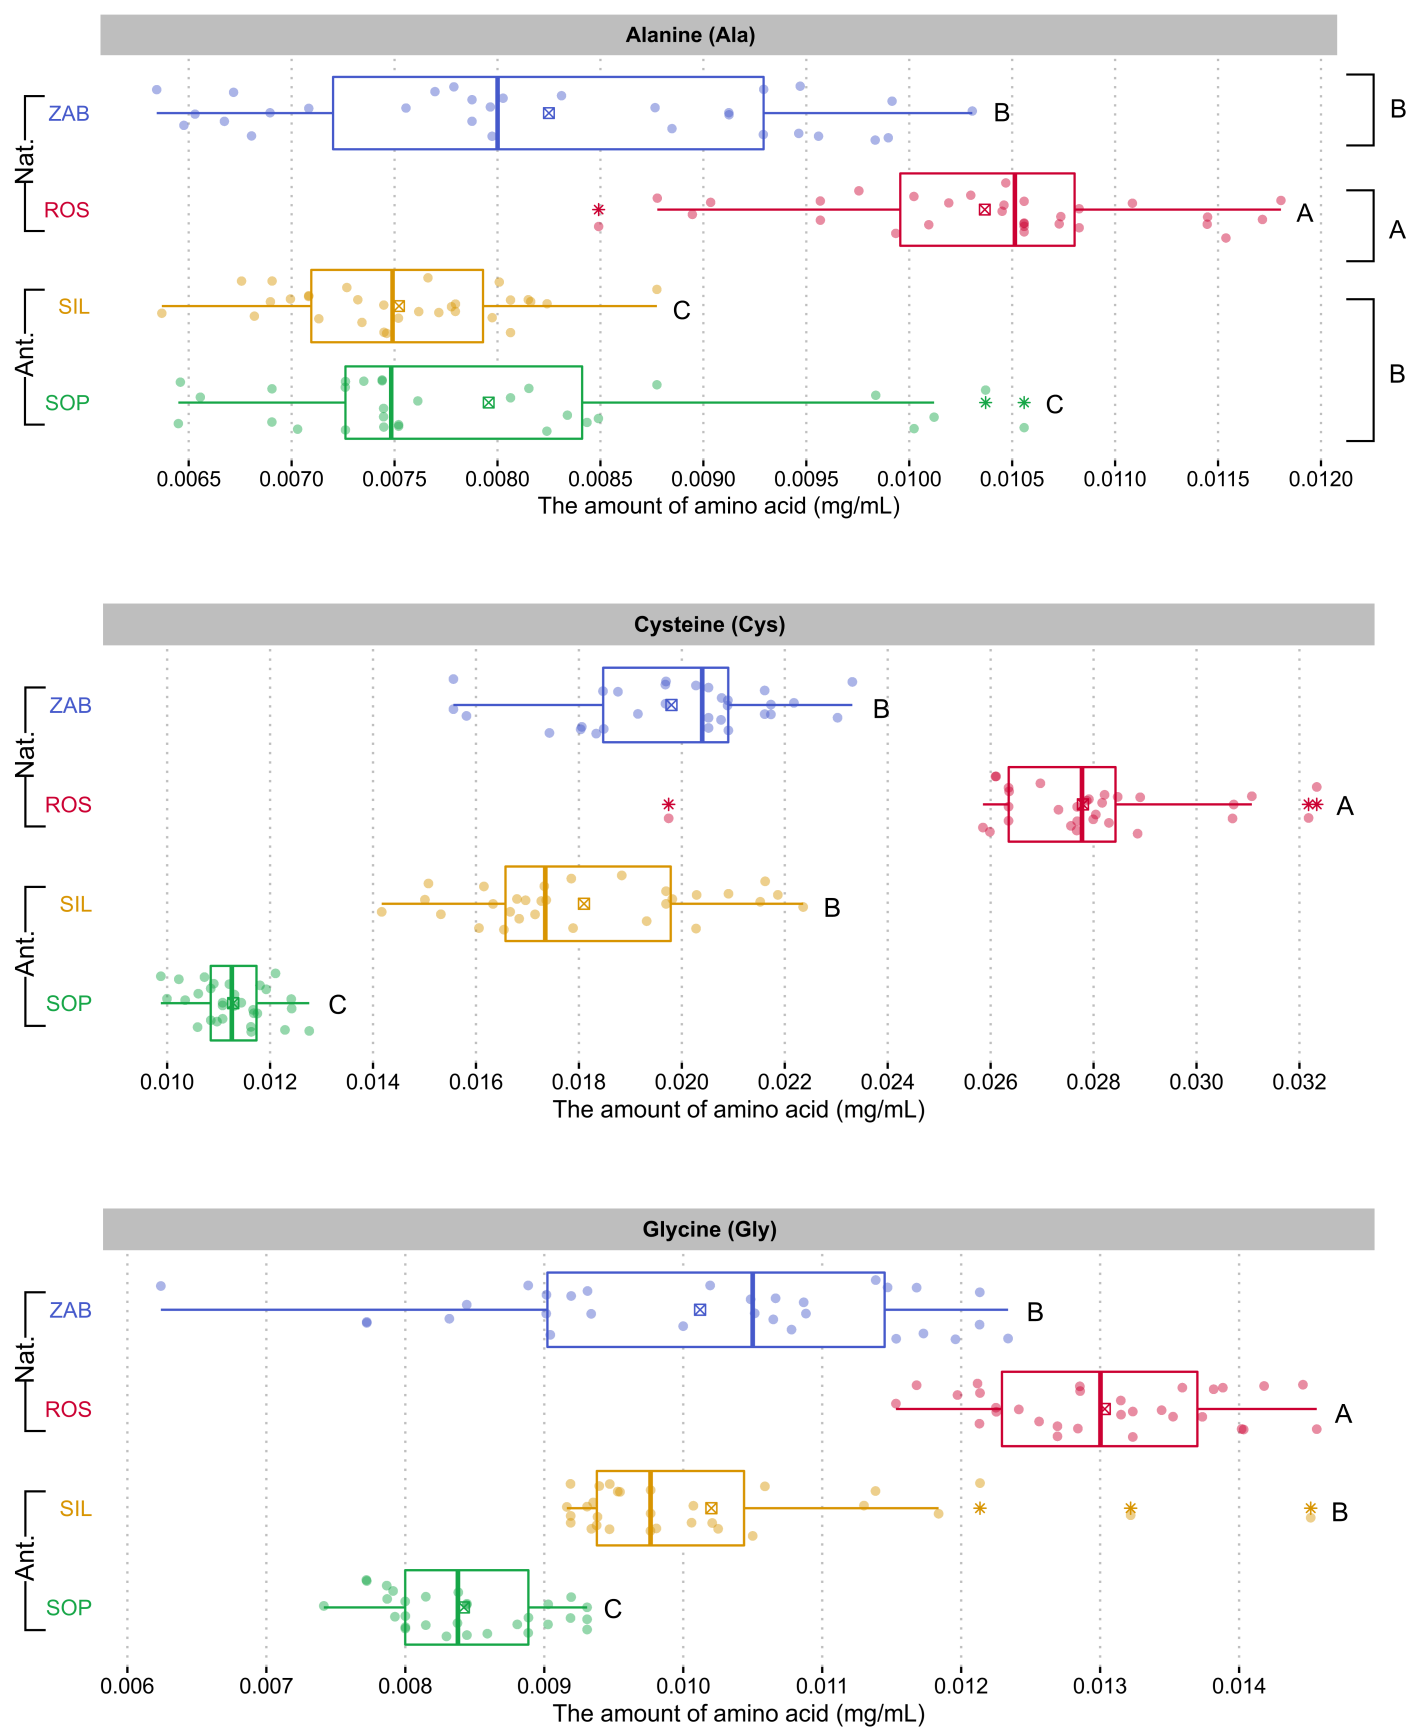 Alanine (Ala)
Nat.
ZAB
B
B
ROS
A
A
Ant.
SIL
C
SOP
C
B
0.0065 0.0070 0.0075 0.0080 0.0085 0.0090 0.0095 0.0100 0.0105 0.0110 0.0115 0.0120
The amount of amino acid (mg/mL)
Cysteine (Cys)
Nat.
ZAB
B
ROS
A
Ant.
SIL
B
SOP
C
0.010 0.012 0.014 0.016 0.018 0.020 0.022 0.024 0.026 0.028 0.030 0.032
The amount of amino acid (mg/mL)
Glycine (Gly)
Nat.
ZAB
B
ROS
A
Ant.
SIL
B
SOP
C
0.006 0.007 0.008 0.009 0.010 0.011 0.012 0.013 0.014
The amount of amino acid (mg/mL)